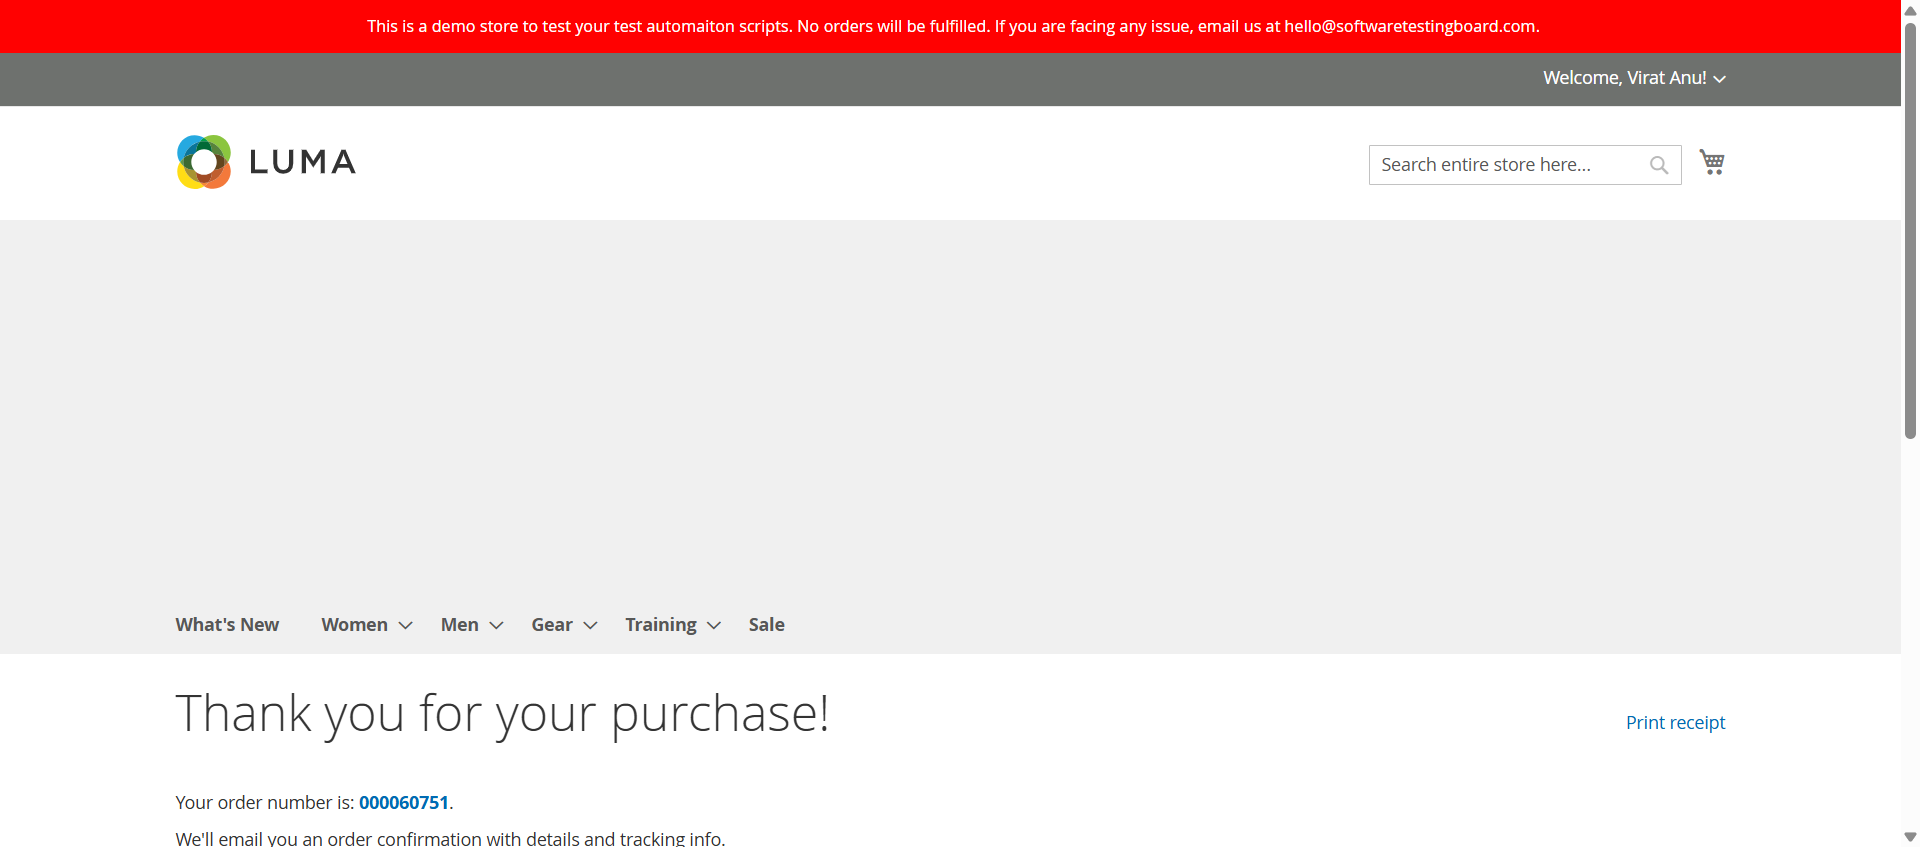 This is a demo store to test your test automaiton scripts. No orders will be fulfilled. If you are facing any issue, email us at hello@softwaretestingboard.com.
Welcome, Virat Anu!
LUMA
Search entire store here...
What's New Women Men Gear Training Sale
Thank you for your purchase!
Print receipt
Your order number is: 000060751.
We'll email you an order confirmation with details and tracking info.